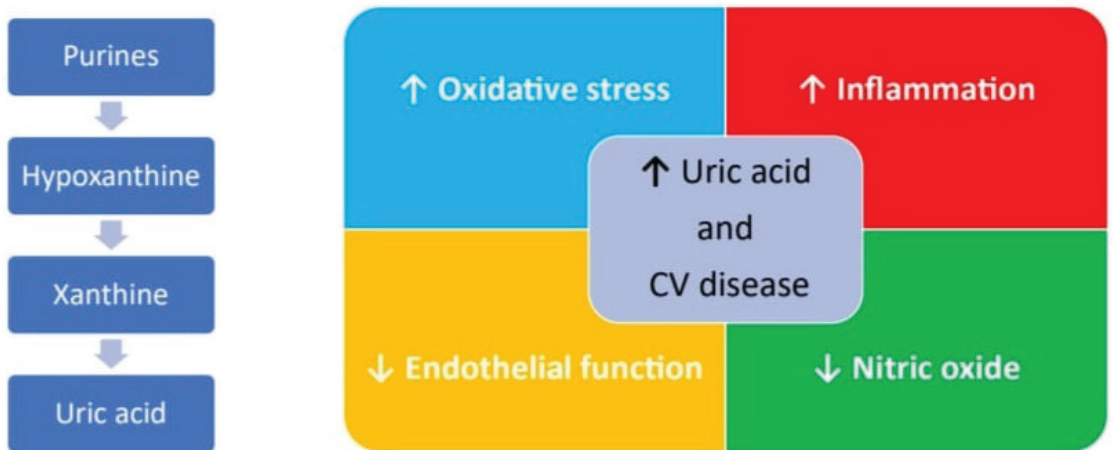 Purines
Hypoxanthine
Xanthine
Uric acid
↑ Oxidative stress
↑ Inflammation
↑ Uric acid
and
CV disease
↓ Endothelial function
↓ Nitric oxide